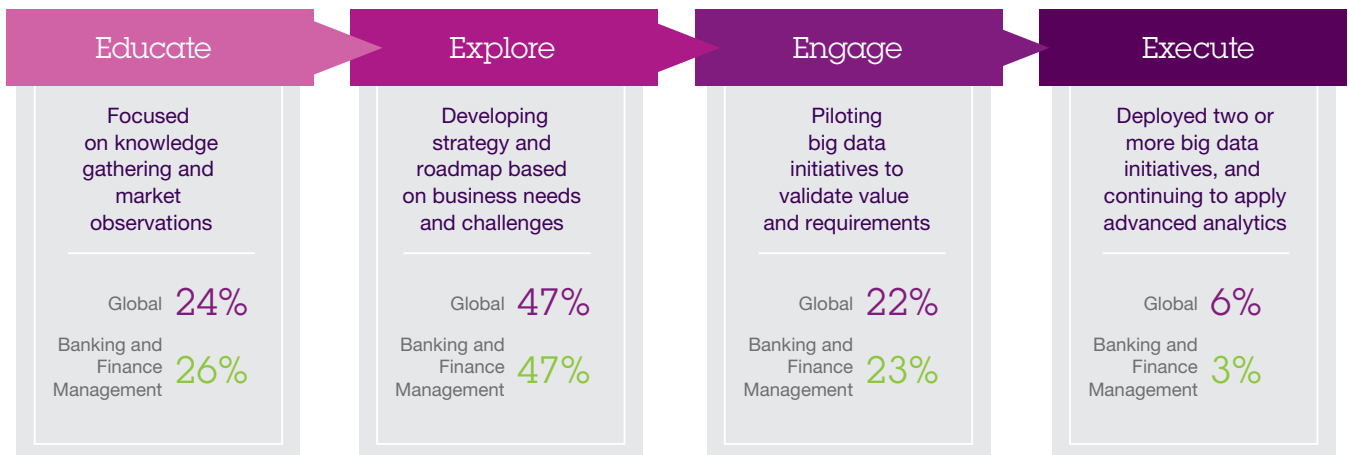 Educate
Focused
on knowledge
gathering and
market
observations
Global 24%
Banking and
Finance
Management 26%
Explore
Developing
strategy and
roadmap based
on business needs
and challenges
Global 47%
Banking and
Finance
Management 47%
Engage
Piloting
big data
initiatives to
validate value
and requirements
Global 22%
Banking and
Finance
Management 23%
Execute
Deployed two or
more big data
initiatives, and
continuing to apply
advanced analytics
Global 6%
Banking and
Finance
Management 3%